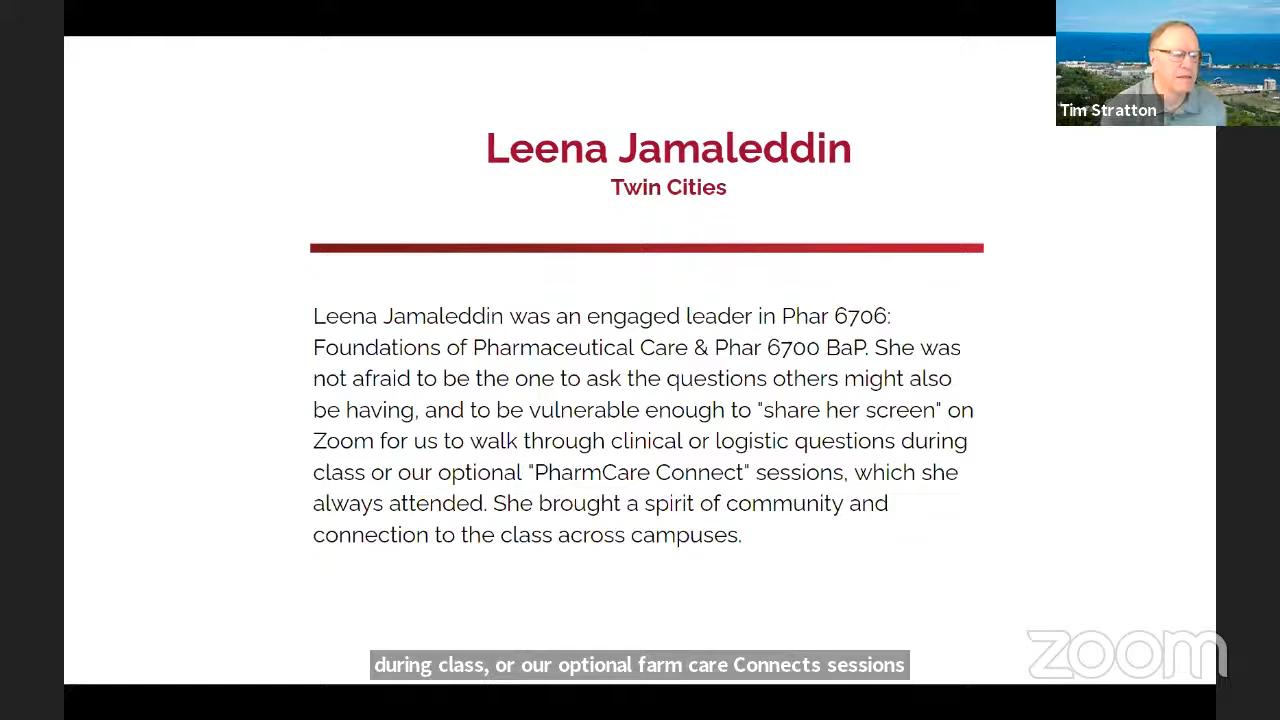 Tim Stratton
Leena Jamaleddin
Twin Cities
Leena Jamaleddin was an engaged leader in Phar 6706:
Foundations of Pharmaceutical Care & Phar 6700 BaP. She was
not afraid to be the one to ask the questions others might also
be having, and to be vulnerable enough to "share her screen" on
Zoom for us to walk through clinical or logistic questions during
class or our optional "PharmCare Connect" sessions, which she
always attended. She brought a spirit of community and
connection to the class across campuses.
during class, or our optional farm care Connects sessions
zoom